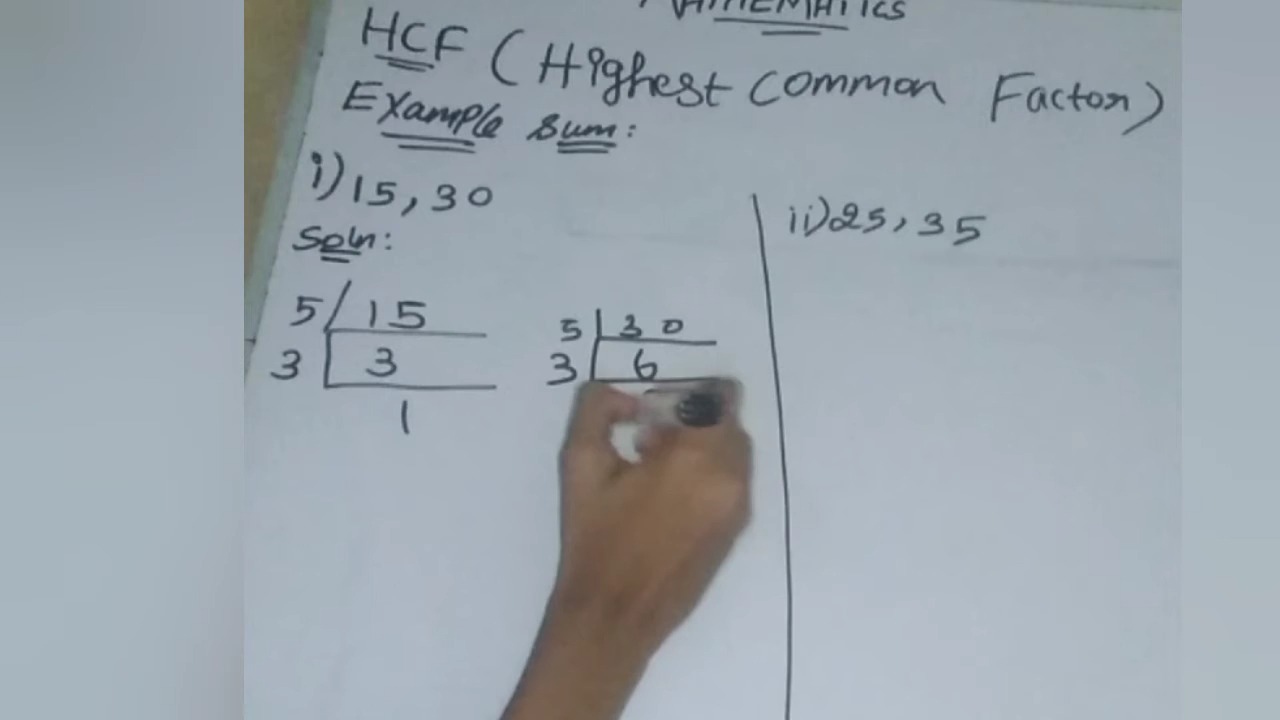 MATHEMATICS
HCF (Highest Common Factor)
Example Sum:
i) 15, 30
Soln:
5 15
3 3
1
5 30
3 6
ii) 25, 35